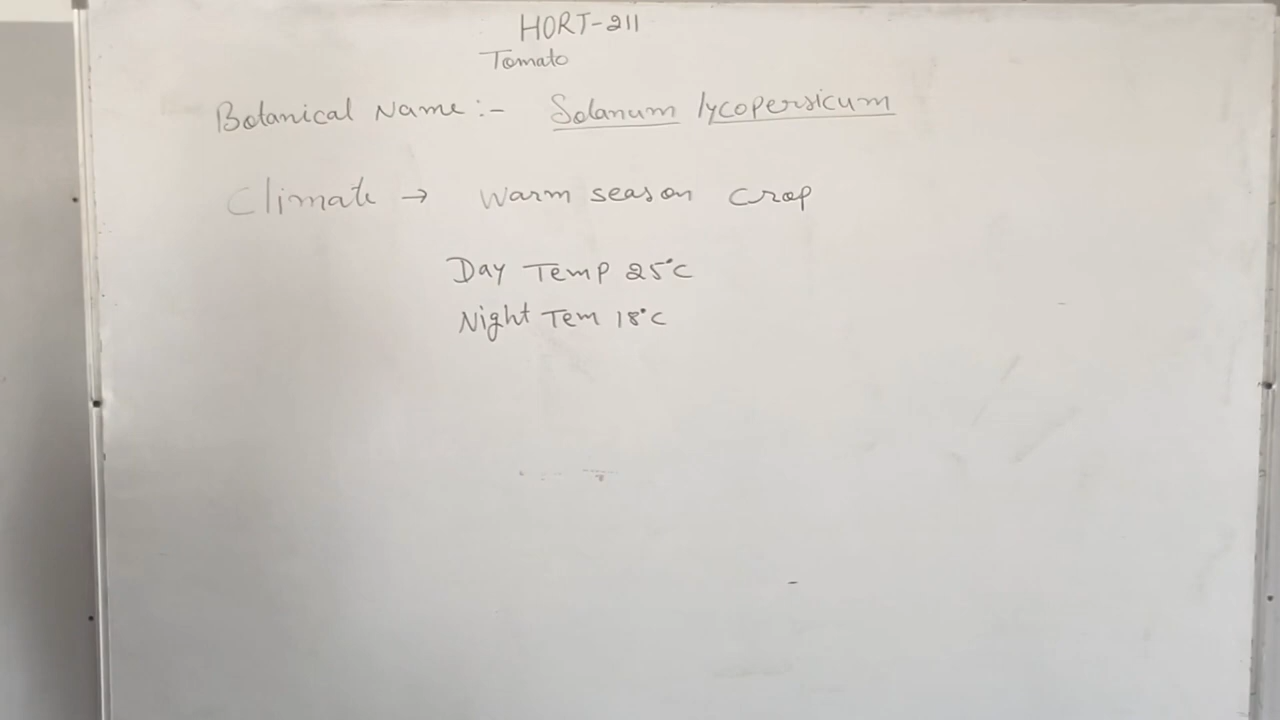 HORT-211
Tomato
Botanical Name:- Solanum lycopersicum
Climate → Warm season crop
Day Temp 25°C
Night Tem 18°C